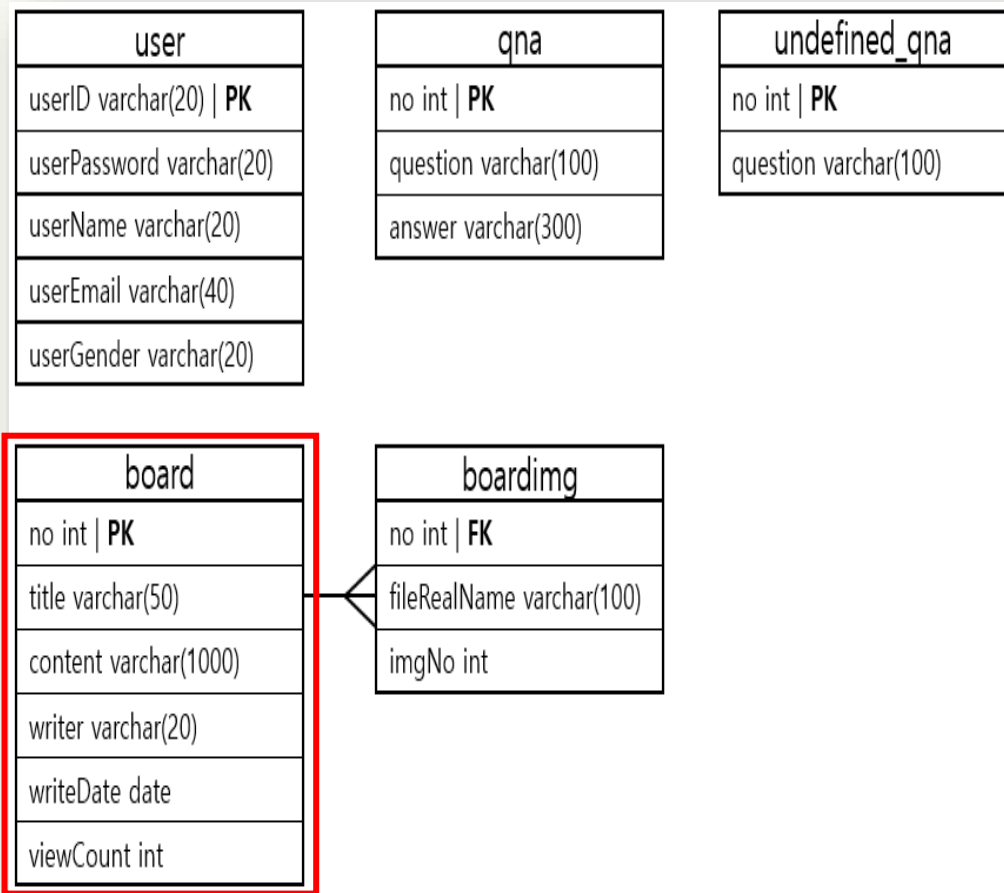 user
userID varchar(20) | PK
userPassword varchar(20)
userName varchar(20)
userEmail varchar(40)
userGender varchar(20)
qna
no int | PK
question varchar(100)
answer varchar(300)
undefined_qna
no int | PK
question varchar(100)
board
no int | PK
title varchar(50)
content varchar(1000)
writer varchar(20)
writeDate date
viewCount int
boardimg
no int | FK
fileRealName varchar(100)
imgNo int